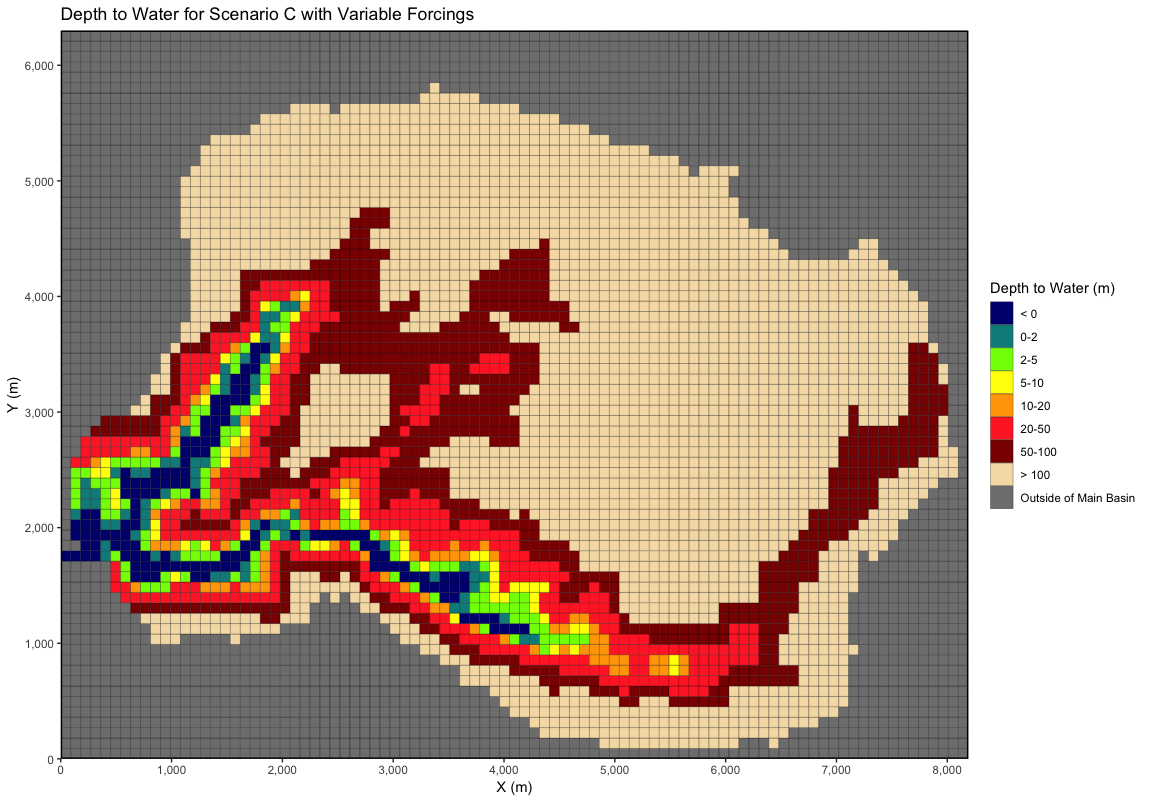 Depth to Water for Scenario C with Variable Forcings
6,000
5,000
4,000
3,000
2,000
1,000
0
Y (m)
0 1,000 2,000 3,000 4,000 5,000 6,000 7,000 8,000
X (m)
Depth to Water (m)
< 0
0-2
2-5
5-10
10-20
20-50
50-100
> 100
Outside of Main Basin